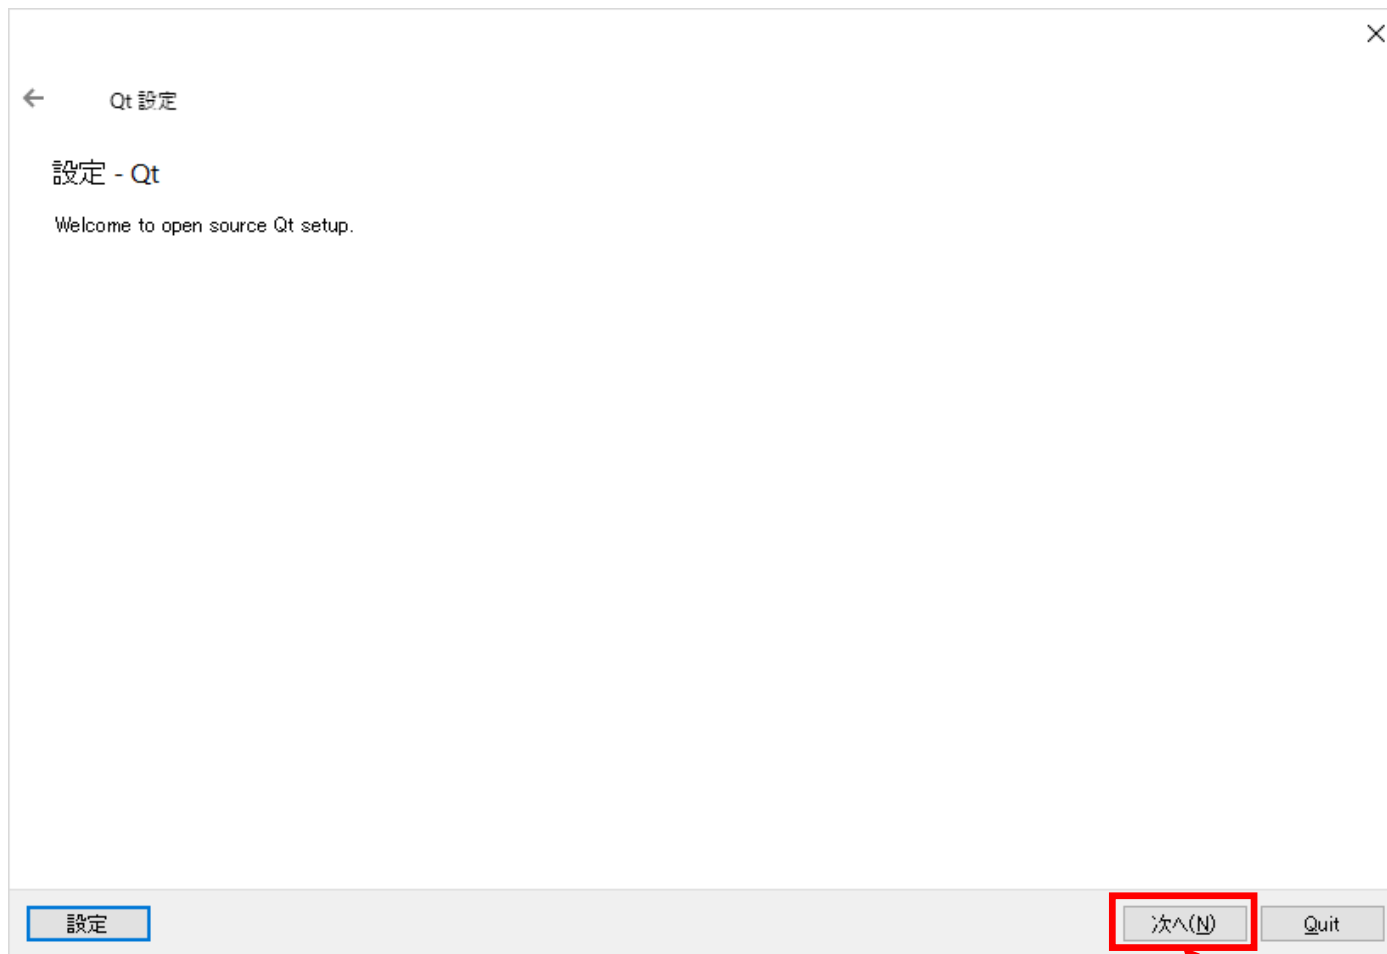 Qt 設定
設定 - Qt
Welcome to open source Qt setup.
設定
次へ(N)
Quit